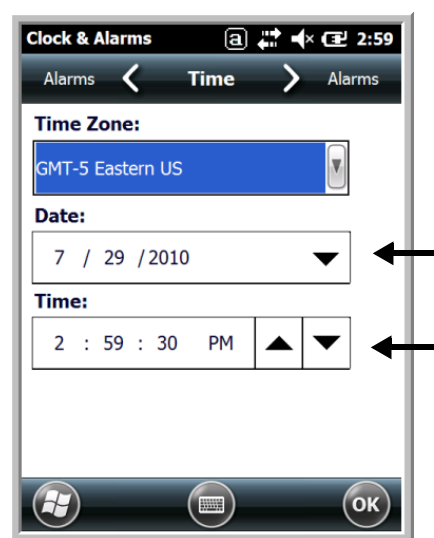 Clock & Alarms a 2:59
Alarms Time Alarms
Time Zone:
GMT-5 Eastern US
Date:
7 / 29 / 2010
Time:
2 : 59 : 30 PM
OK